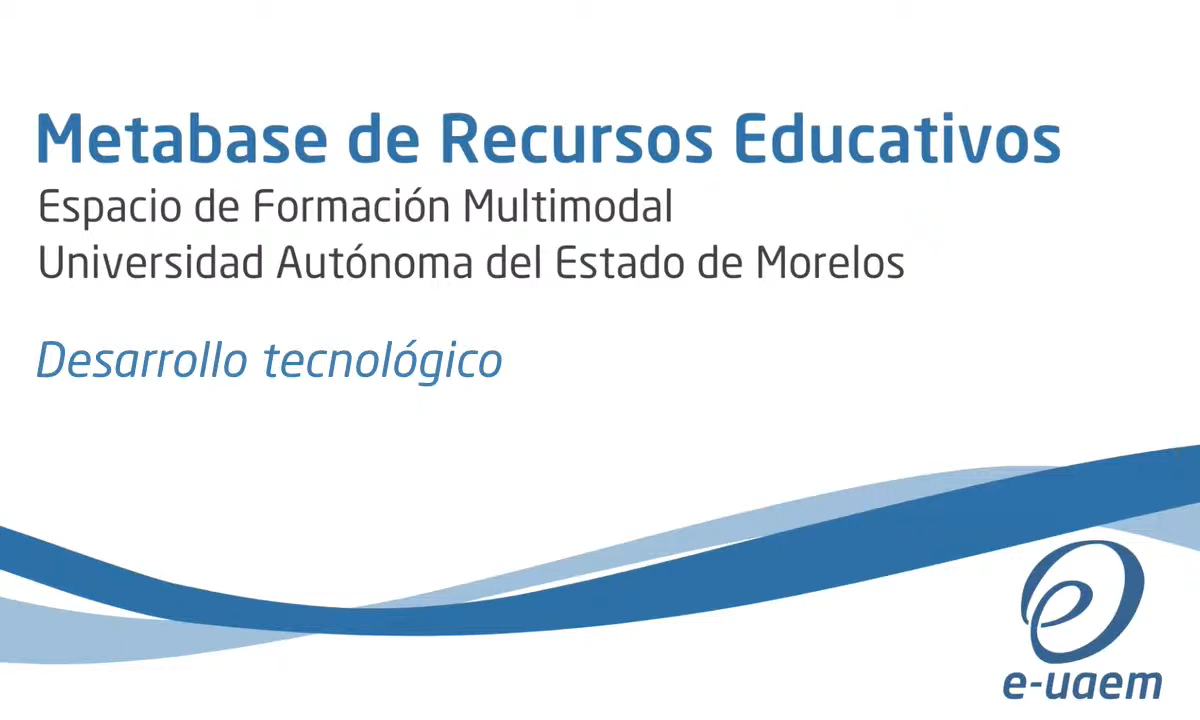 Metabase de Recursos Educativos
Espacio de Formación Multimodal
Universidad Autónoma del Estado de Morelos
Desarrollo tecnológico
e-uaem